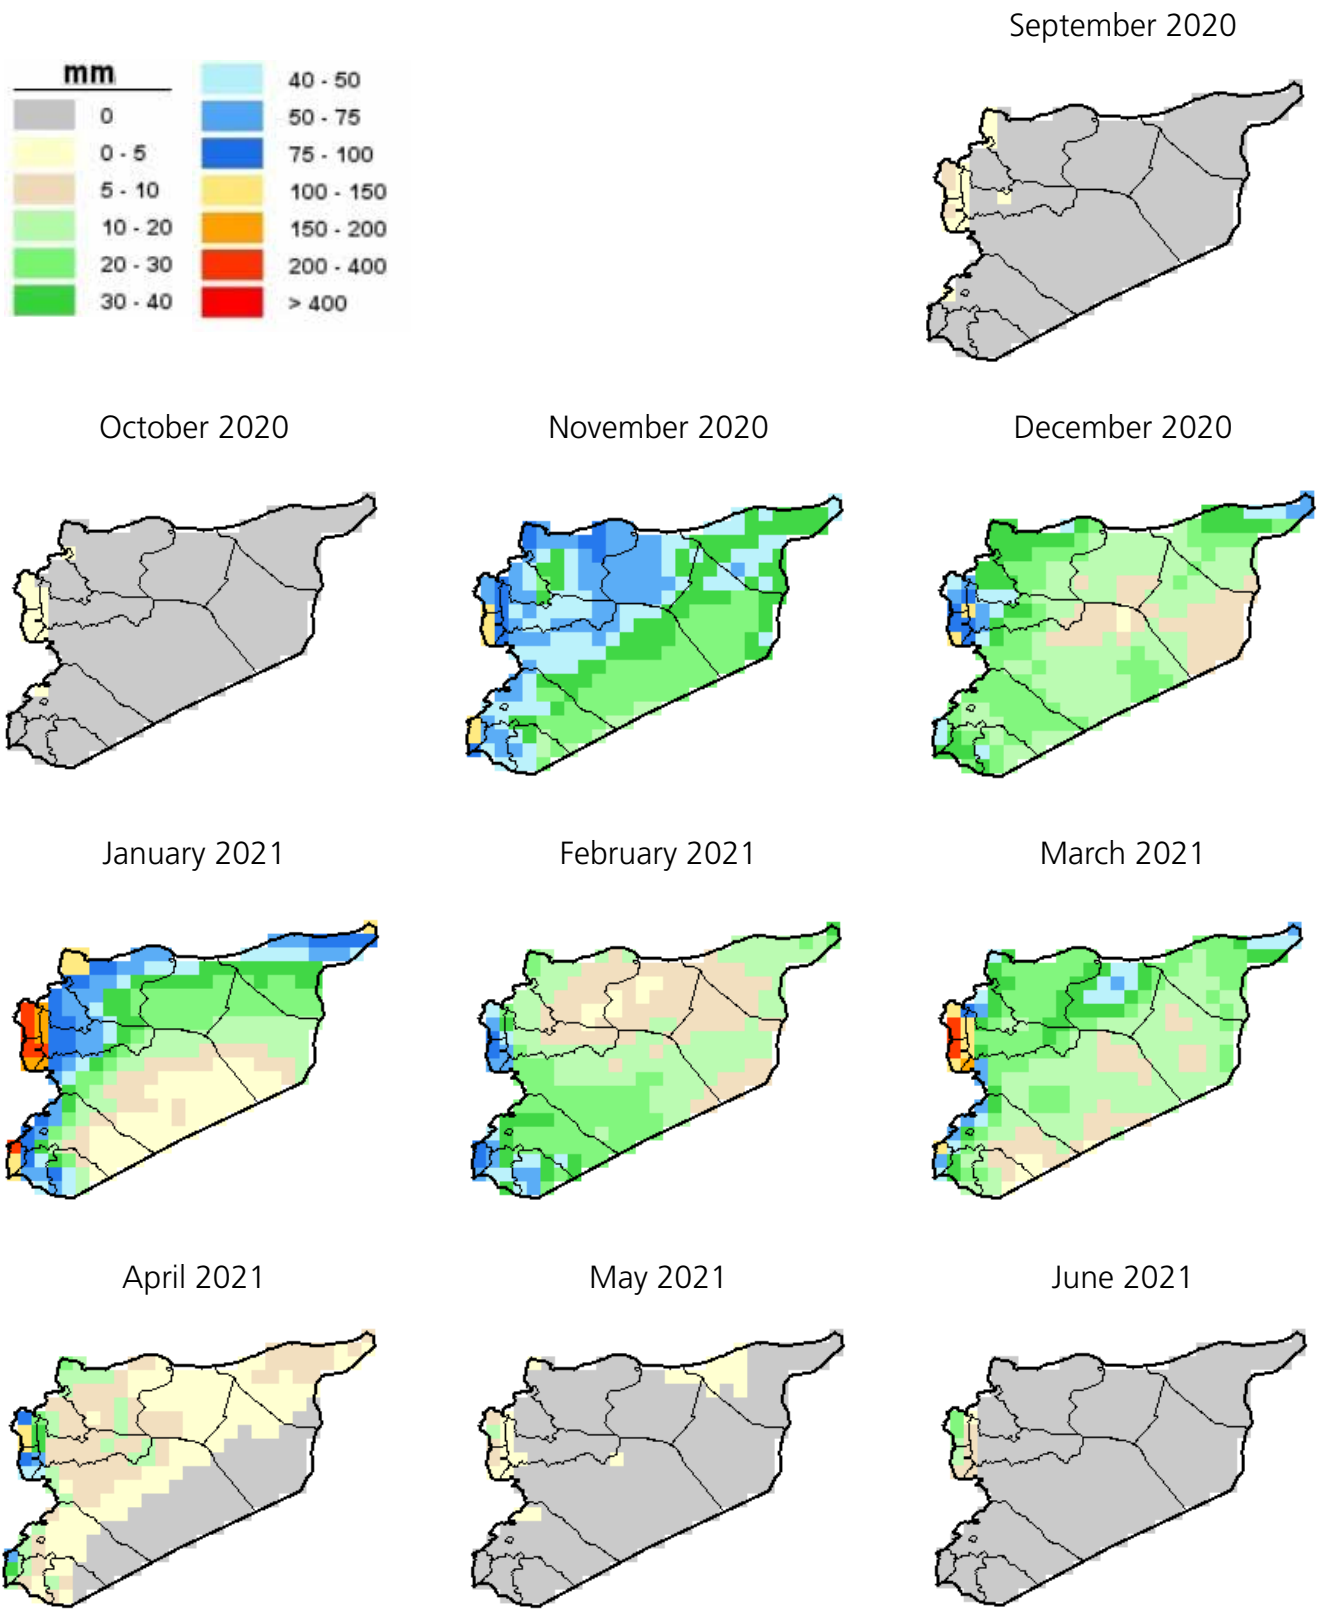 September 2020
mm
0
0 - 5
5 - 10
10 - 20
20 - 30
30 - 40
40 - 50
50 - 75
75 - 100
100 - 150
150 - 200
200 - 400
> 400
October 2020
November 2020
December 2020
January 2021
February 2021
March 2021
April 2021
May 2021
June 2021